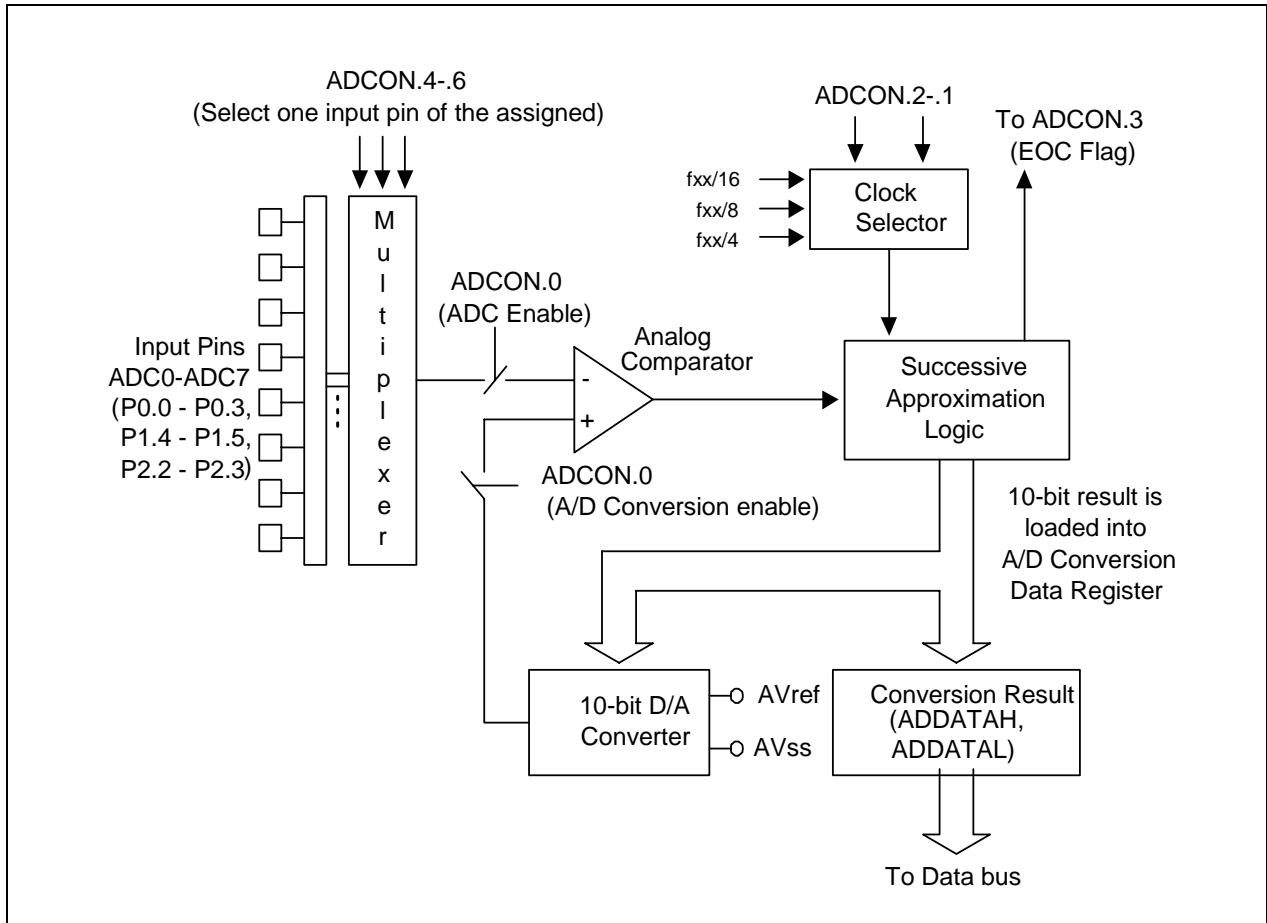 ADCON.4-.6
(Select one input pin of the assigned)
ADCON.2-.1
To ADCON.3
(EOC Flag)
fxx/16
fxx/8
fxx/4
Clock
Selector
Input Pins
ADC0-ADC7
(P0.0 - P0.3,
P1.4 - P1.5,
P2.2 - P2.3)
M
u
l
t
i
p
l
e
x
e
r
ADCON.0
(ADC Enable)
-
+
Analog
Comparator
Successive
Approximation
Logic
ADCON.0
(A/D Conversion enable)
10-bit result is
loaded into
A/D Conversion
Data Register
10-bit D/A
Converter
AVref
AVss
Conversion Result
(ADDATAH,
ADDATAL)
To Data bus